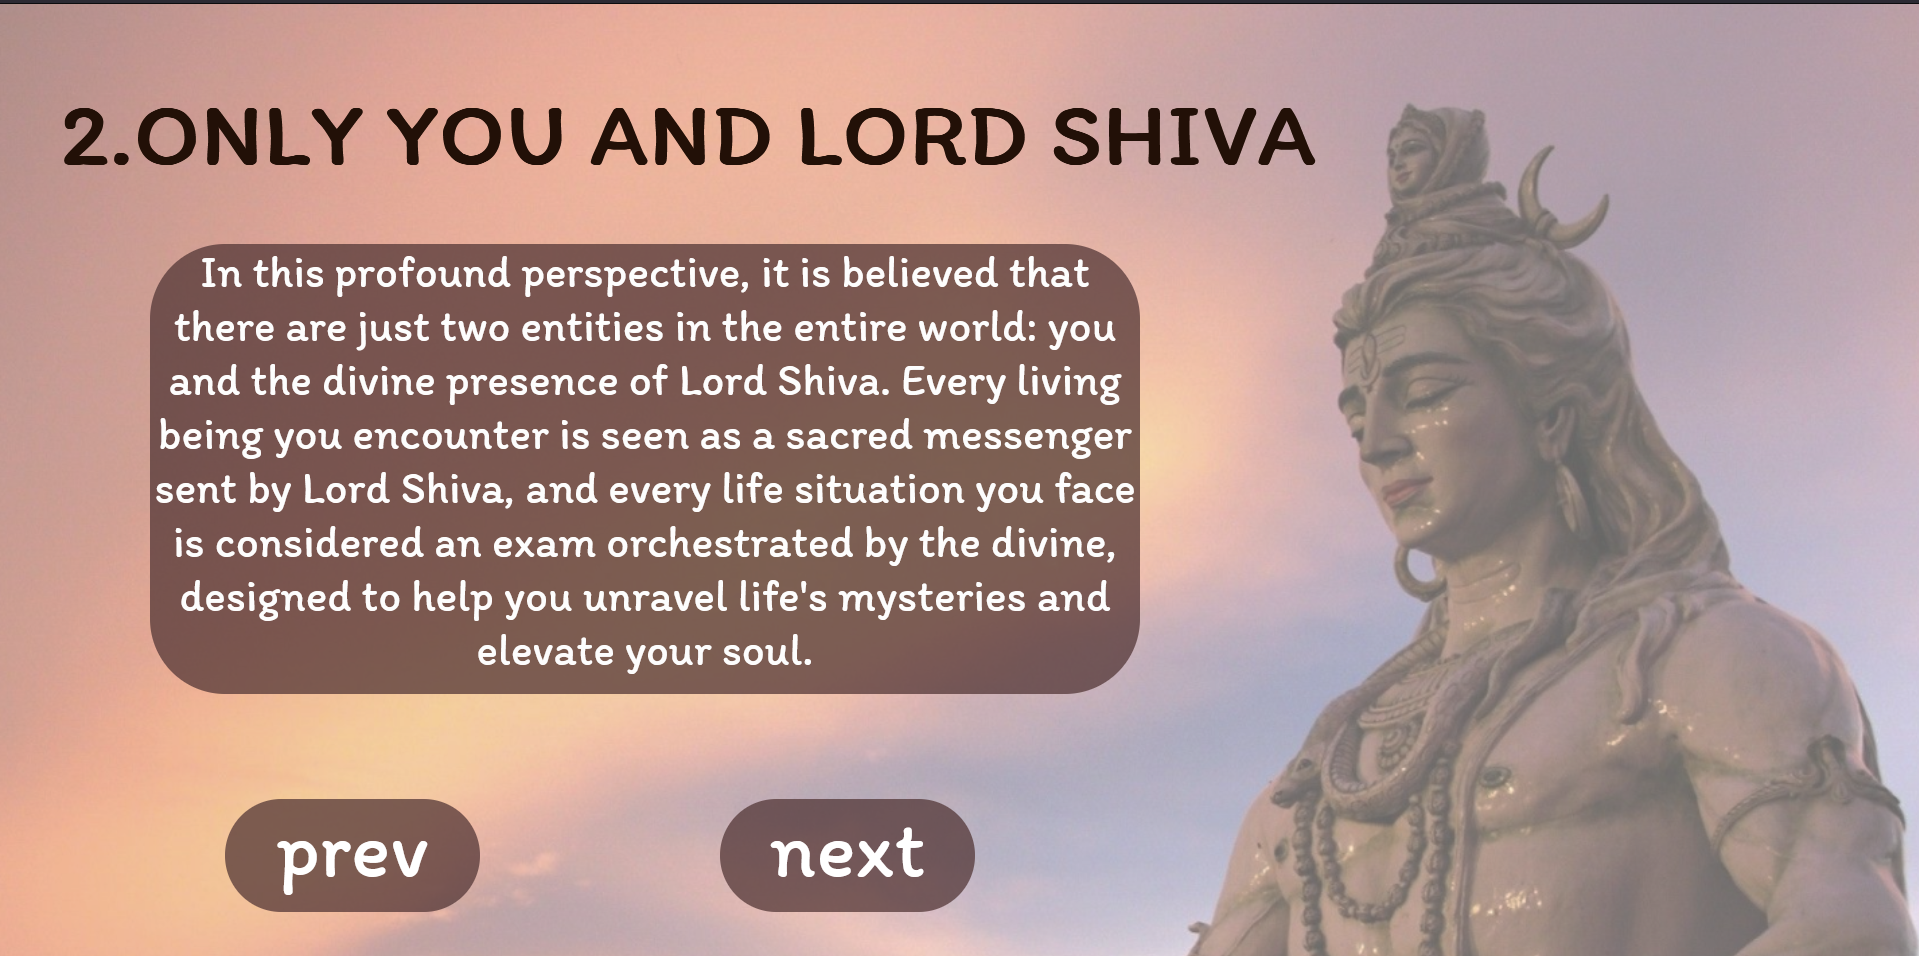 2.ONLY YOU AND LORD SHIVA
In this profound perspective, it is believed that
there are just two entities in the entire world: you
and the divine presence of Lord Shiva. Every living
being you encounter is seen as a sacred messenger
sent by Lord Shiva, and every life situation you face
is considered an exam orchestrated by the divine,
designed to help you unravel life's mysteries and
elevate your soul.
prev
next